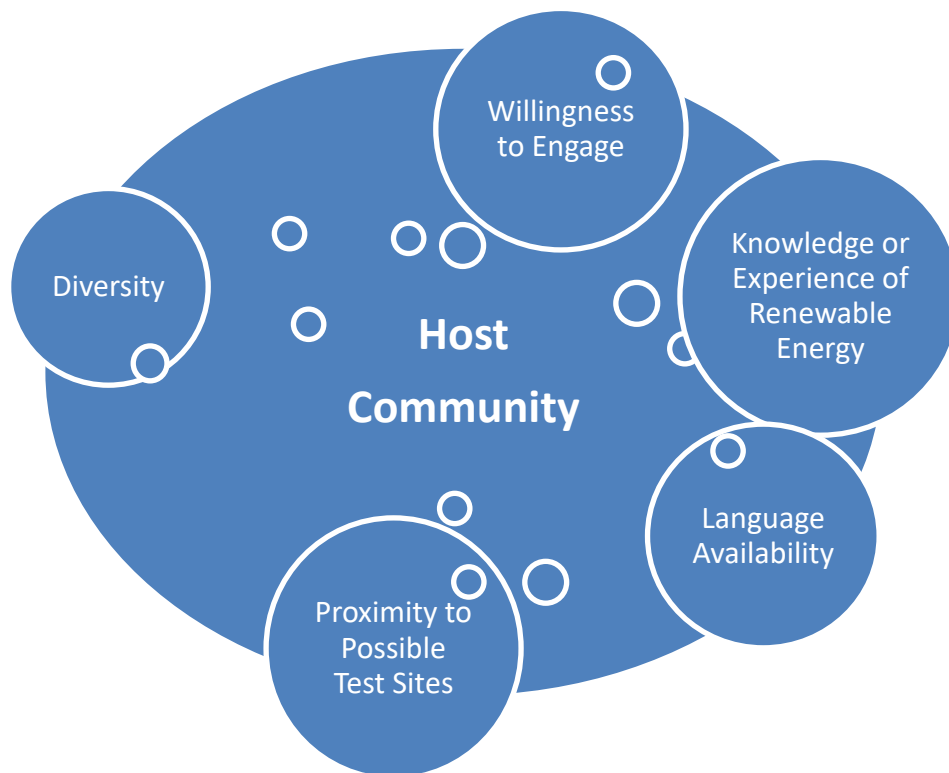 Willingness
to Engage
Knowledge or
Experience of
Renewable
Energy
Diversity
Host
Community
Language
Availability
Proximity to
Possible
Test Sites